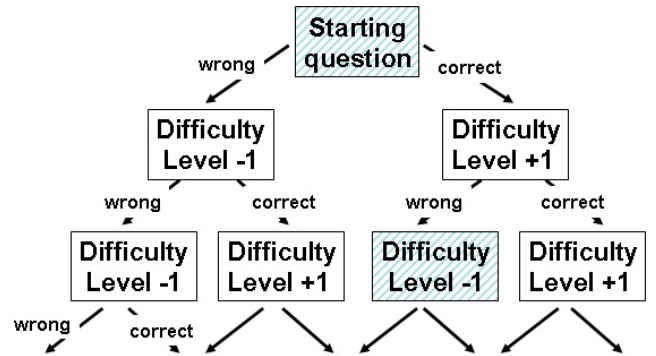 Starting
question
wrong
correct
Difficulty
Level -1
Difficulty
Level +1
wrong
correct
wrong
correct
Difficulty
Level -1
Difficulty
Level +1
Difficulty
Level -1
Difficulty
Level +1
wrong
correct